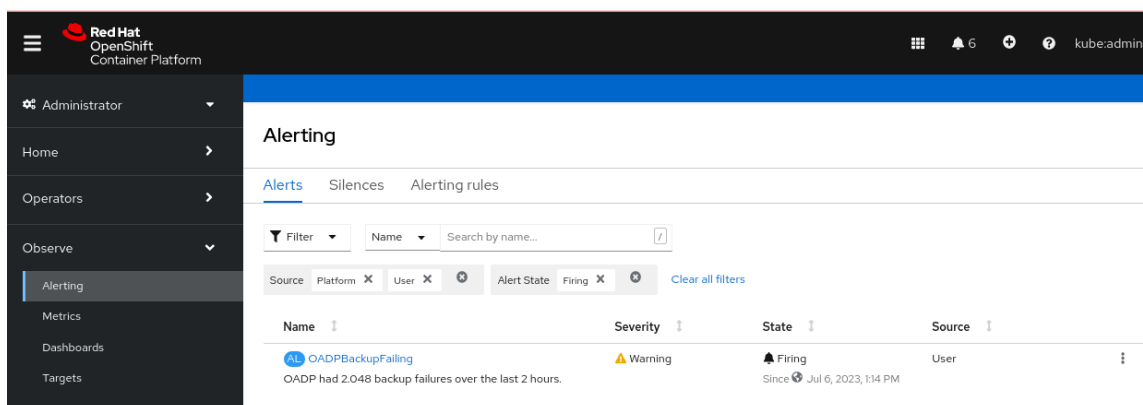 Red Hat
OpenShift
Container Platform
6
kube:admin
Administrator
Home
Operators
Observe
Alerting
Metrics
Dashboards
Targets
Alerting
Alerts Silences Alerting rules
Filter Name Search by name... /
Source Platform User Alert State Firing Clear all filters
Name Severity State Source
AL OADPBackupFailing Warning Firing User
OADP had 2.048 backup failures over the last 2 hours. Since Jul 6, 2023, 1:14 PM